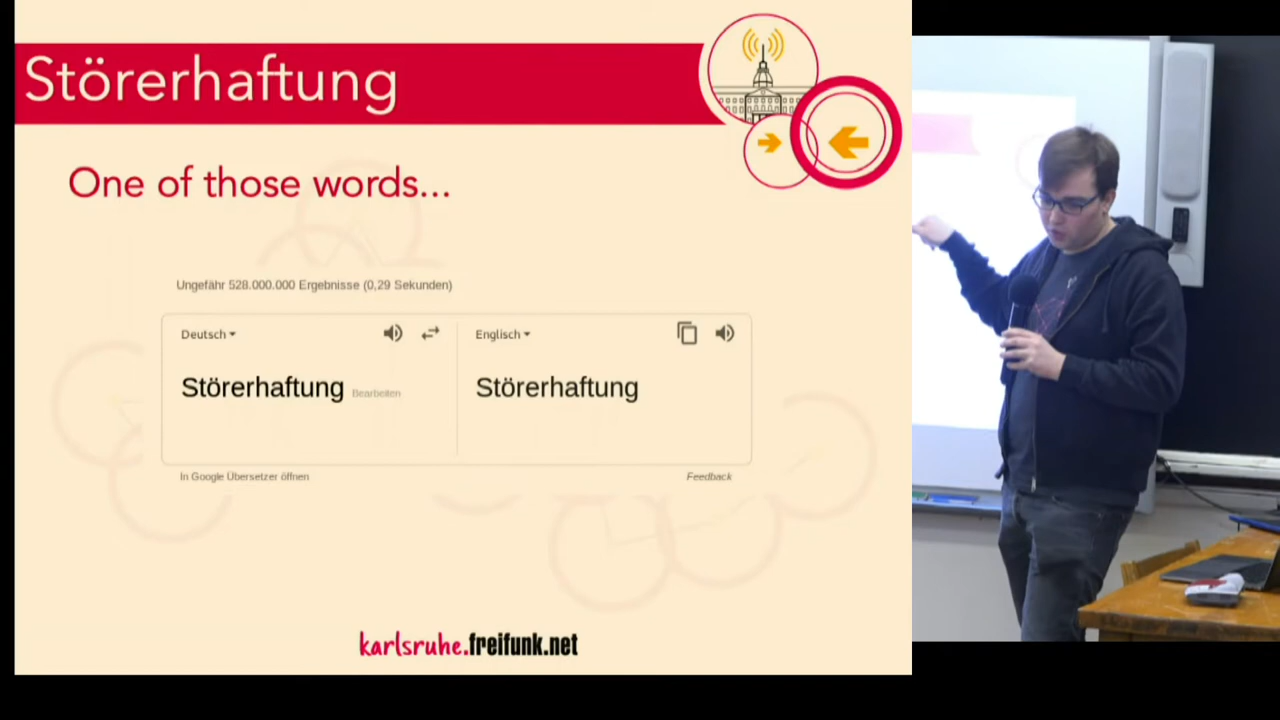 Störerhaftung
One of those words...
Ungefähr 528.000.000 Ergebnisse (0,29 Sekunden)
Deutsch Englisch
Störerhaftung Bearbeiten Störerhaftung
In Google Übersetzer öffnen Feedback
karlsruhe.freifunk.net